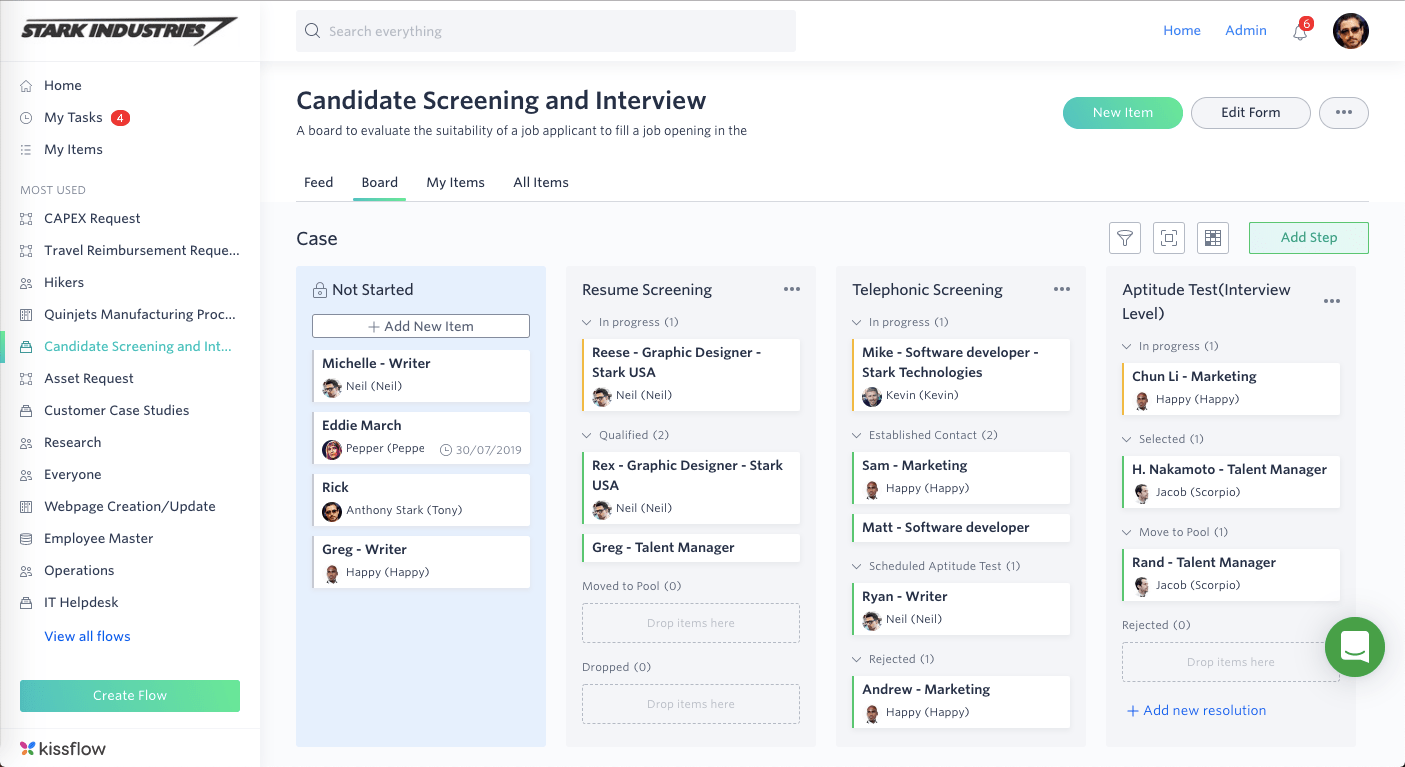 STARK INDUSTRIES
Search everything
Home
Admin
6
Home
My Tasks 4
My Items
MOST USED
CAPEX Request
Travel Reimbursement Reque...
Hikers
Quinjets Manufacturing Proc...
Candidate Screening and Int...
Asset Request
Customer Case Studies
Research
Everyone
Webpage Creation/Update
Employee Master
Operations
IT Helpdesk
View all flows
Create Flow
kissflow
Candidate Screening and Interview
A board to evaluate the suitability of a job applicant to fill a job opening in the
New Item
Edit Form
Feed
Board
My Items
All Items
Case
Add Step
Not Started
+ Add New Item
Michelle - Writer
Neil (Neil)
Eddie March
Pepper (Peppe 30/07/2019
Rick
Anthony Stark (Tony)
Greg - Writer
Happy (Happy)
Resume Screening
In progress (1)
Reese - Graphic Designer -
Stark USA
Neil (Neil)
Qualified (2)
Rex - Graphic Designer - Stark
USA
Neil (Neil)
Greg - Talent Manager
Moved to Pool (0)
Drop items here
Dropped (0)
Drop items here
Telephonic Screening
In progress (1)
Mike - Software developer -
Stark Technologies
Kevin (Kevin)
Established Contact (2)
Sam - Marketing
Happy (Happy)
Matt - Software developer
Scheduled Aptitude Test (1)
Ryan - Writer
Neil (Neil)
Rejected (1)
Andrew - Marketing
Happy (Happy)
Aptitude Test(Interview
Level)
In progress (1)
Chun Li - Marketing
Happy (Happy)
Selected (1)
H. Nakamoto - Talent Manager
Jacob (Scorpio)
Move to Pool (1)
Rand - Talent Manager
Jacob (Scorpio)
Rejected (0)
Drop items here
+ Add new resolution